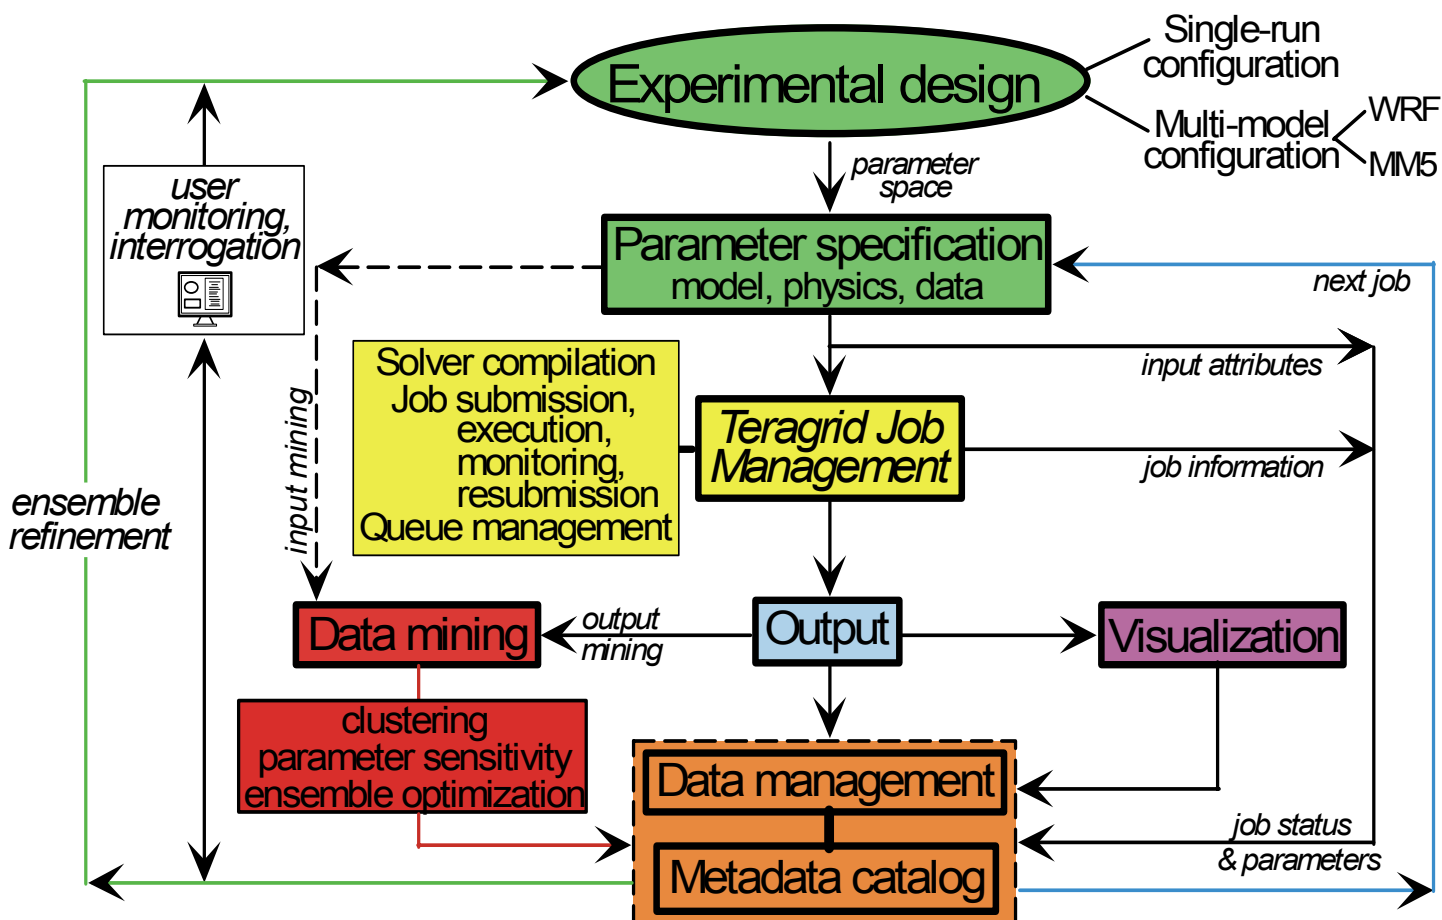 Experimental design
Single-run
configuration
Multi-model
configuration
WRF
MM5
parameter
space
user
monitoring,
interrogation
Parameter specification
model, physics, data
next job
input attributes
Solver compilation
Job submission,
execution,
monitoring,
resubmission
Queue management
Teragrid Job
Management
job information
input mining
ensemble
refinement
Data mining
output
mining
Output
Visualization
clustering
parameter sensitivity
ensemble optimization
Data management
Metadata catalog
job status
& parameters